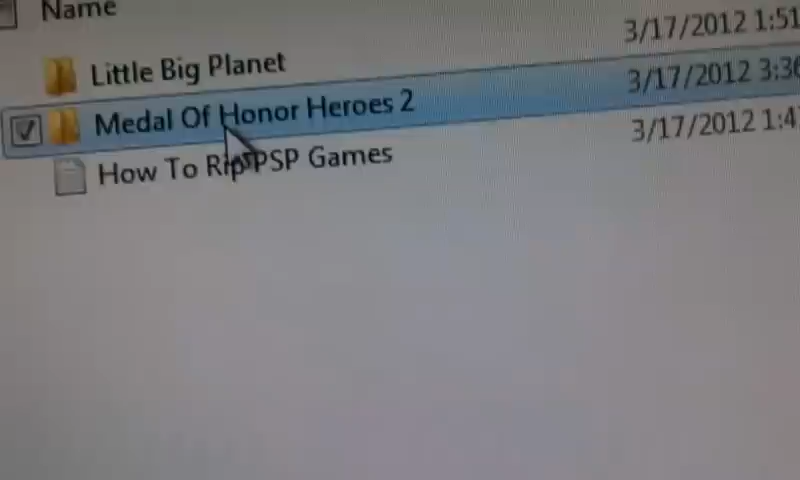 Name
Little Big Planet 3/17/2012 1:51
Medal Of Honor Heroes 2 3/17/2012 3:36
How To Rip PSP Games 3/17/2012 1:4